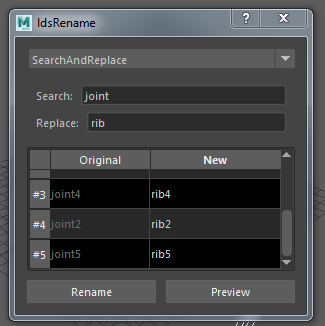 IdsRename
SearchAndReplace
Search: joint
Replace: rib
Original New
#3 joint4 rib4
#4 joint2 rib2
#5 joint5 rib5
Rename Preview